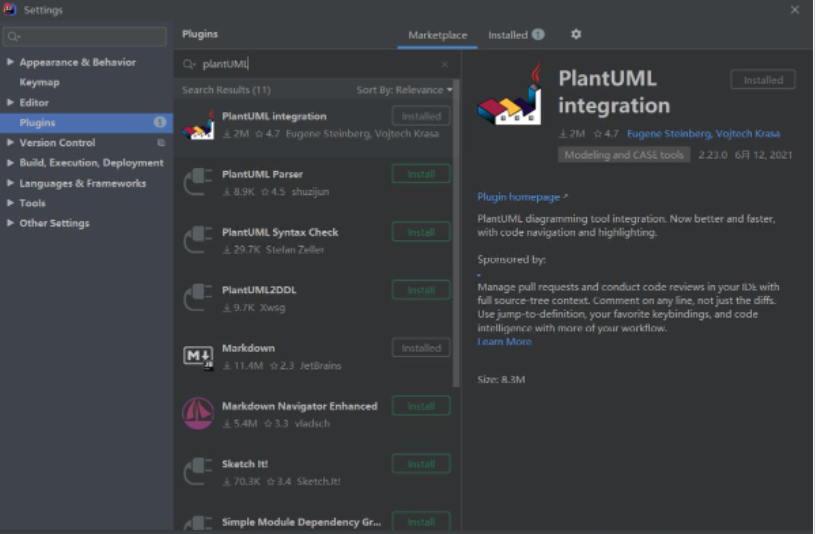 Settings
Appearance & Behavior
Keymap
Editor
Plugins
Version Control
Build, Execution, Deployment
Languages & Frameworks
Tools
Other Settings
Plugins
Marketplace
Installed 1
plantUML
Search Results (11)
Sort By: Relevance
PlantUML integration
Installed
2M 4.7 Eugene Steinberg, Vojtech Krasa
PlantUML Parser
Install
8.9K 4.5 shuzijun
PlantUML Syntax Check
Install
29.7K Stefan Zeller
PlantUML2DDL
Install
9.7K Xwsg
Markdown
Installed
11.4M 2.3 JetBrains
Markdown Navigator Enhanced
Install
5.4M 3.3 vladsch
Sketch It!
Install
70.3K 3.4 Sketch.It!
Simple Module Dependency Gr...
Install
PlantUML
integration
Installed
2M 4.7 Eugene Steinberg, Vojtech Krasa
Modeling and CASE tools 2.23.0 6月 12, 2021
Plugin homepage
PlantUML diagramming tool integration. Now better and faster,
with code navigation and highlighting.
Sponsored by:
Manage pull requests and conduct code reviews in your IDE with
full source-tree context. Comment on any line, not just the diffs.
Use jump-to-definition, your favorite keybindings, and code
intelligence with more of your workflow.
Learn More
Size: 8.3M